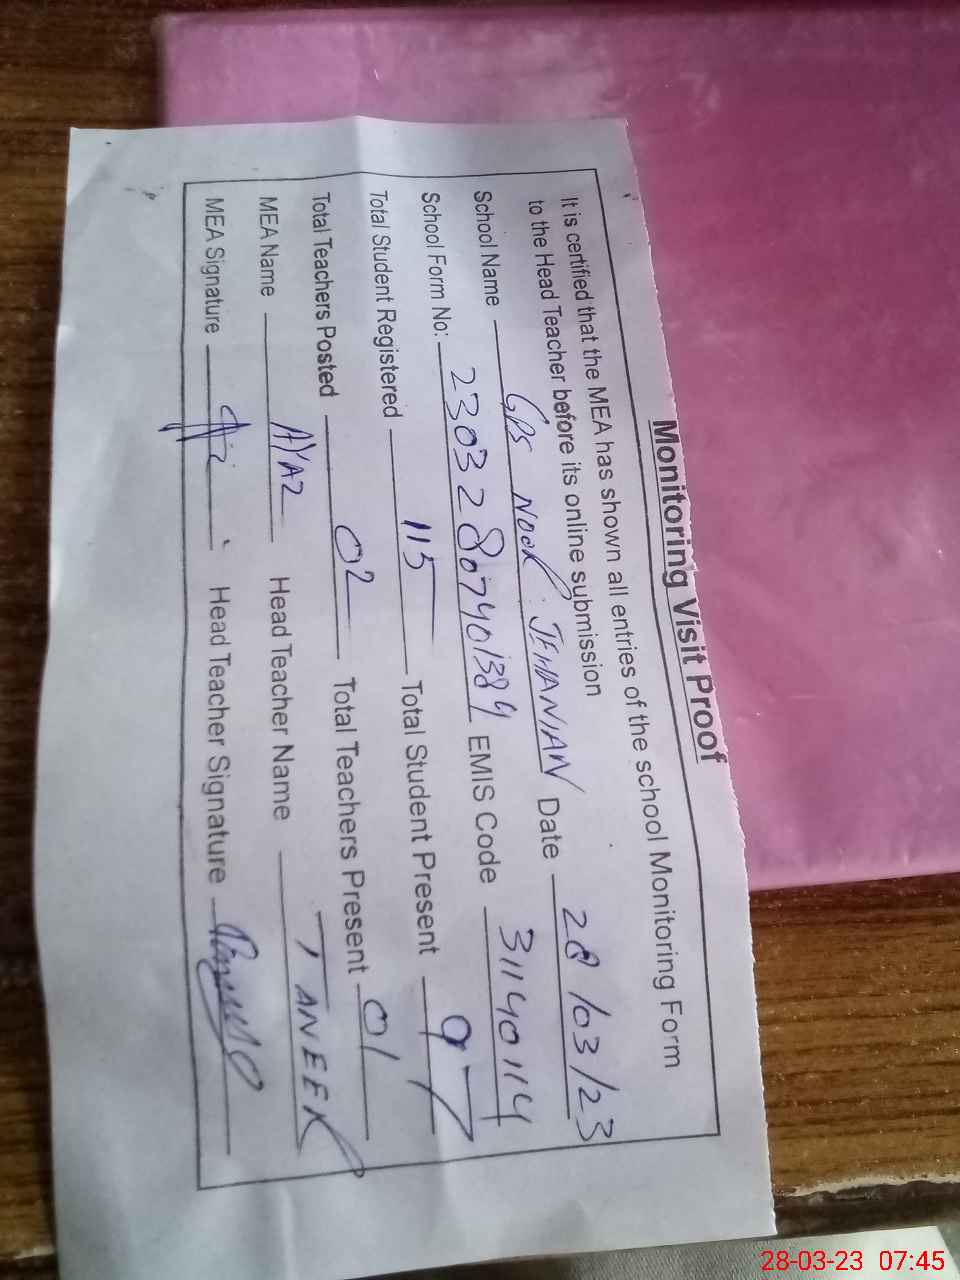 Monitoring Visit Proof
It is certified that the MEA has shown all entries of the school Monitoring Form
to the Head Teacher before its online submission
School Name GPS NOOR JEHANIAN Date 28/03/23
School Form No: 23032807401384 EMIS Code 31140114
Total Student Registered 115 Total Student Present 97
Total Teachers Posted 02 Total Teachers Present 01
MEA Name AYAZ Head Teacher Name TANEEK
MEA Signature Head Teacher Signature
28-03-23 07:45